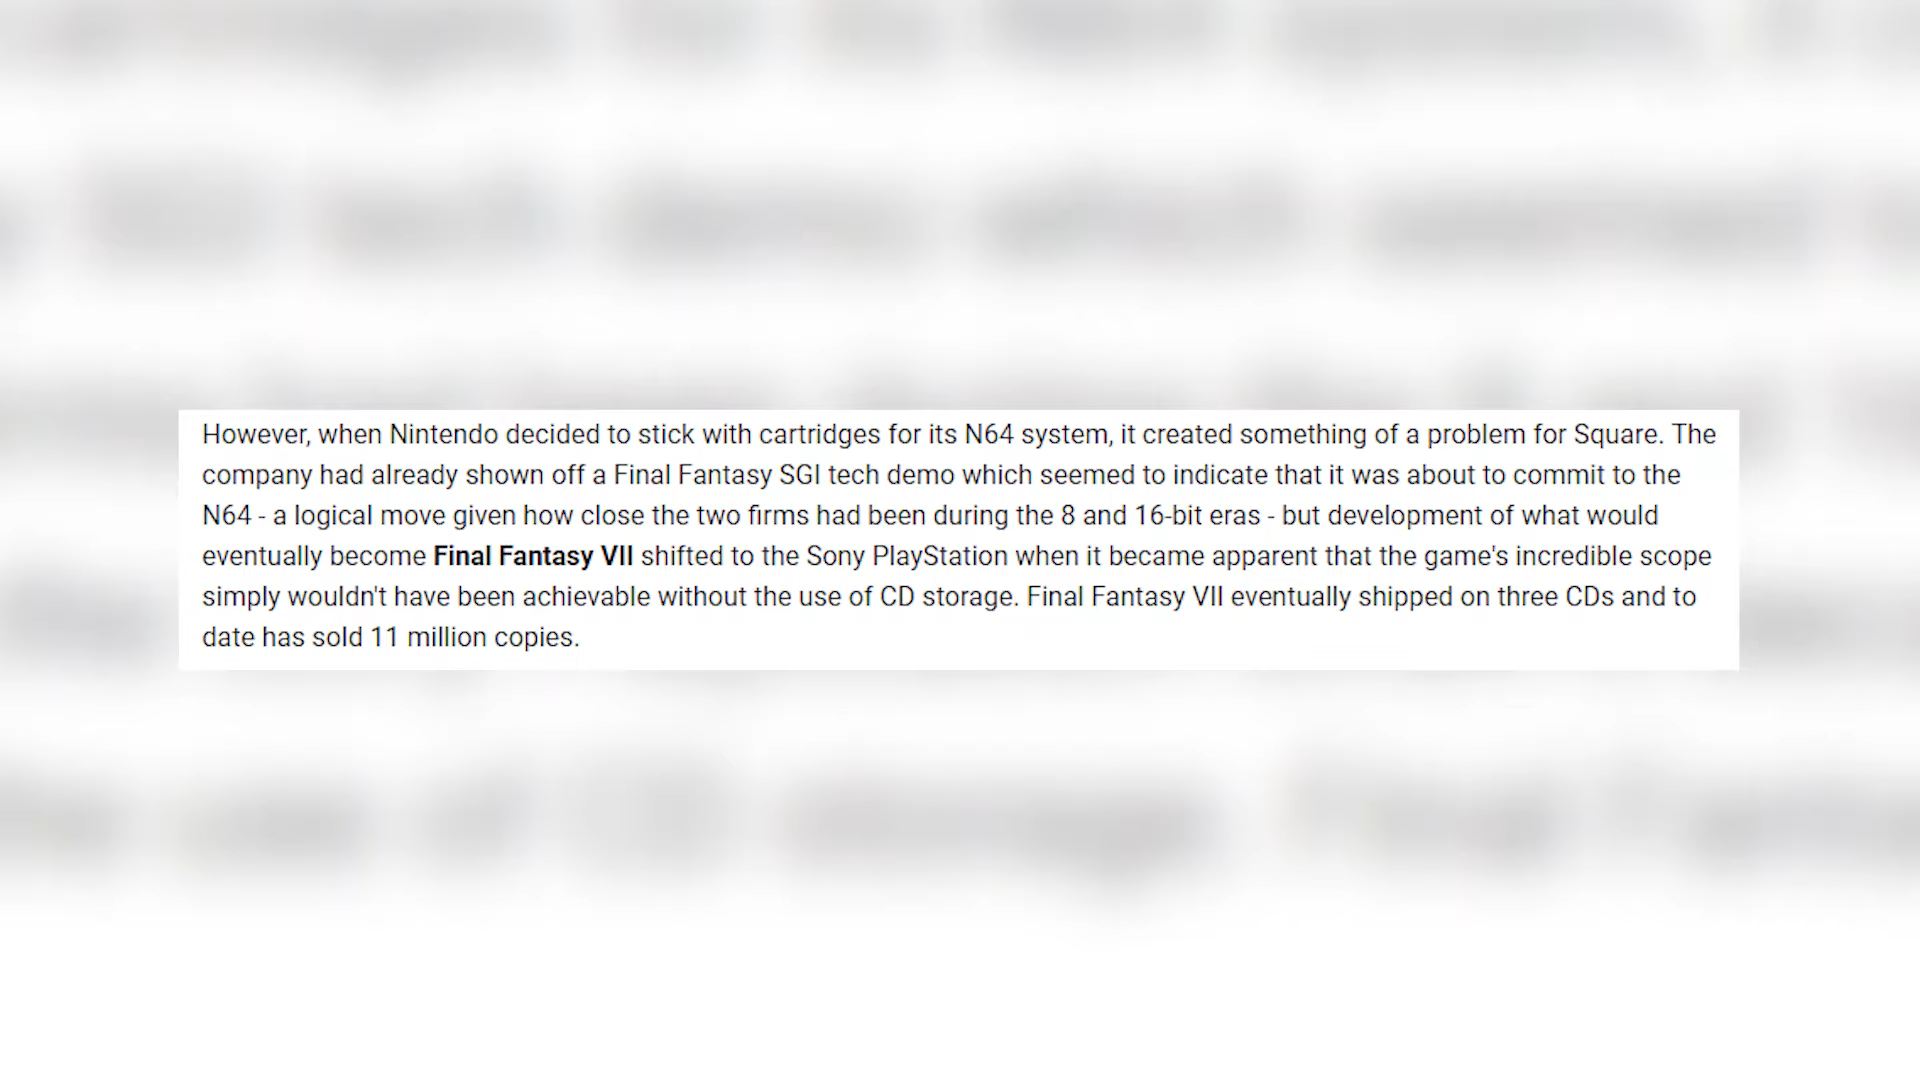 However, when Nintendo decided to stick with cartridges for its N64 system, it created something of a problem for Square. The
company had already shown off a Final Fantasy SGI tech demo which seemed to indicate that it was about to commit to the
N64 - a logical move given how close the two firms had been during the 8 and 16-bit eras - but development of what would
eventually become Final Fantasy VII shifted to the Sony PlayStation when it became apparent that the game's incredible scope
simply wouldn't have been achievable without the use of CD storage. Final Fantasy VII eventually shipped on three CDs and to
date has sold 11 million copies.